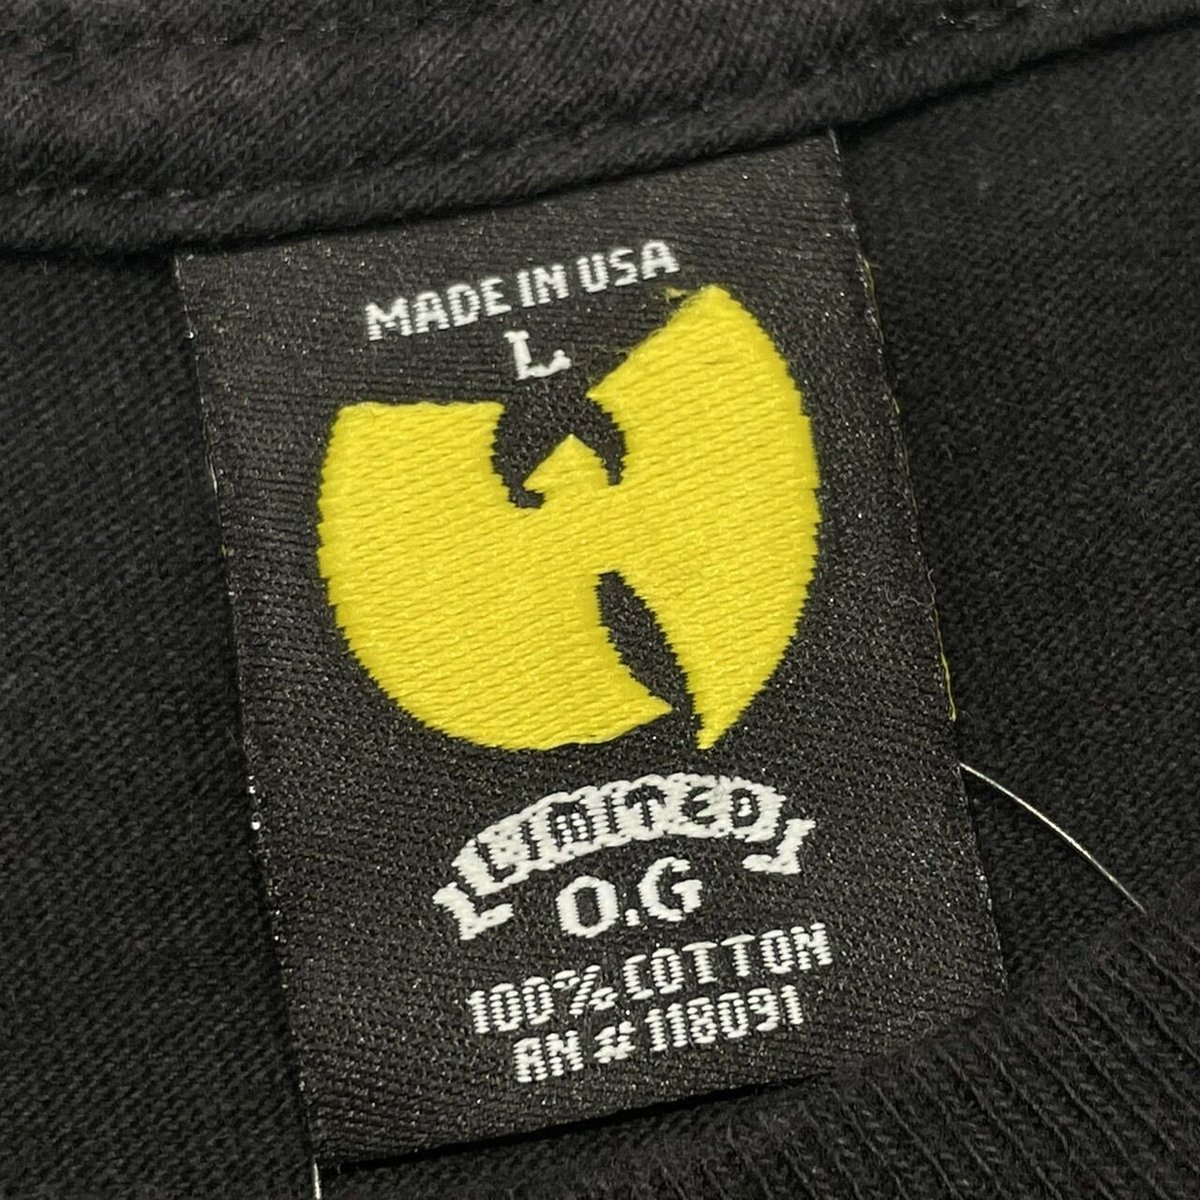 MADE IN USA
L
LIMITED
O.G
100% COTTON
RN # 118091